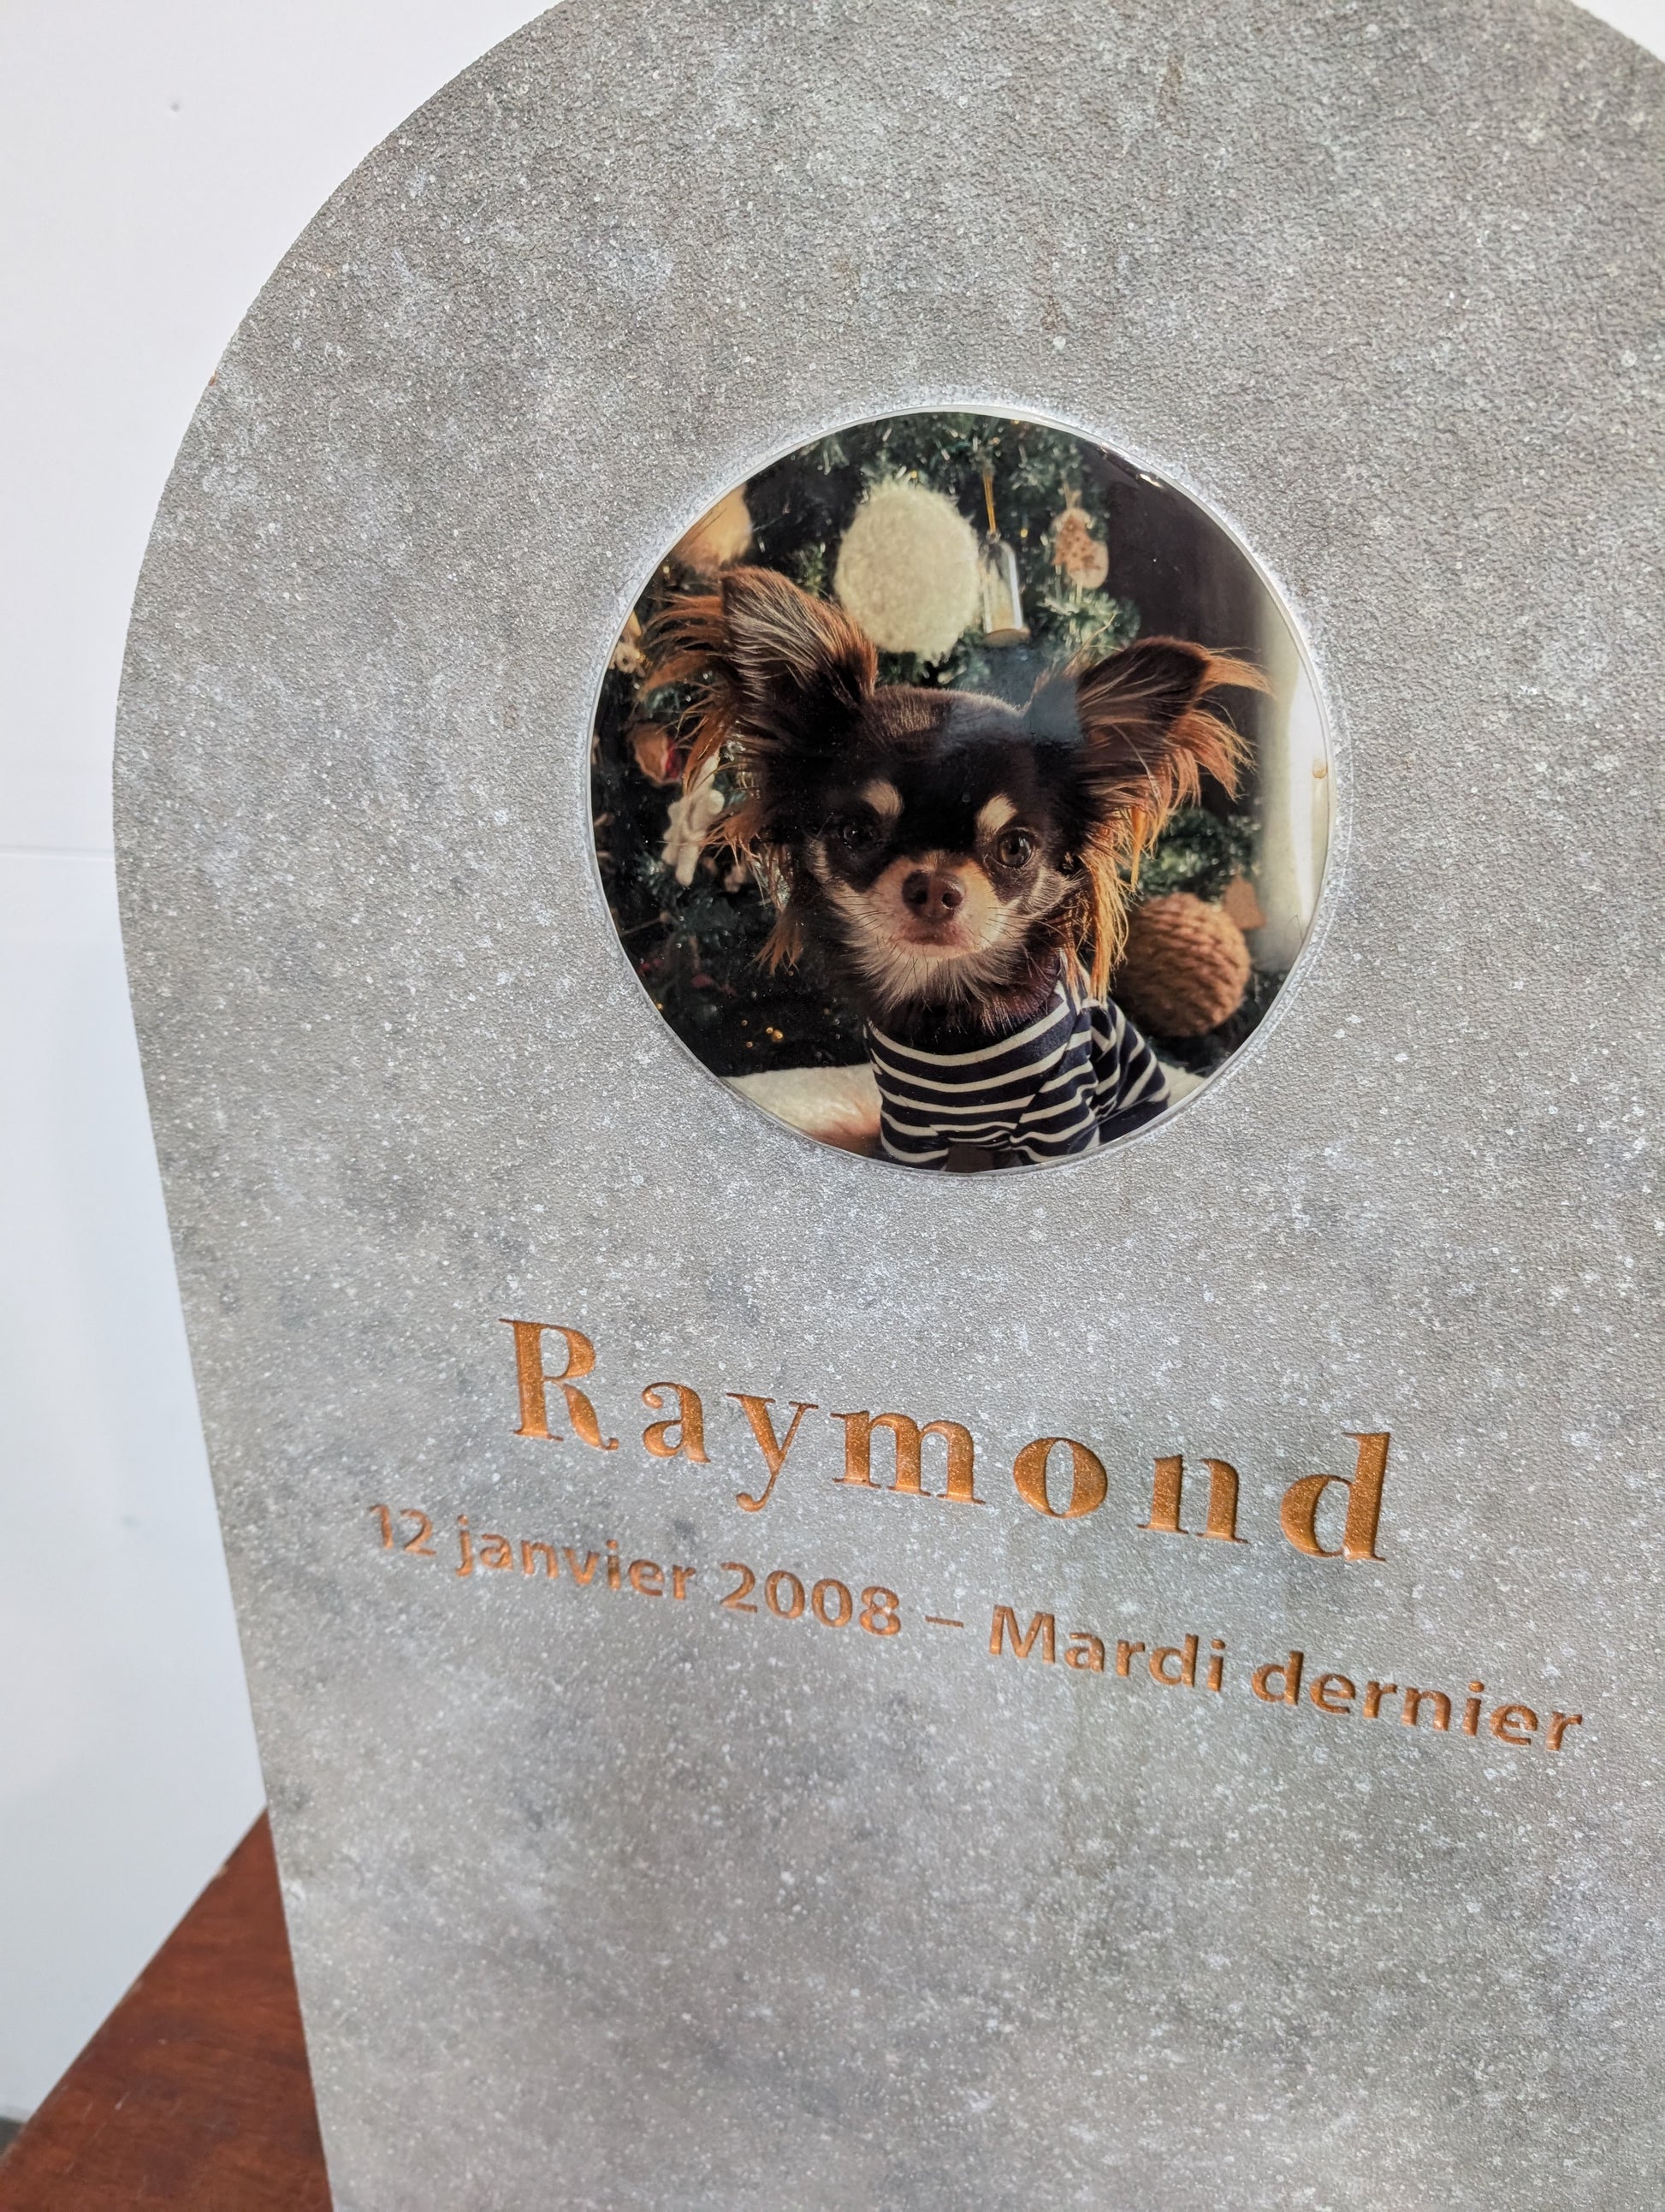 Raymond
12 janvier 2008 – Mardi dernier